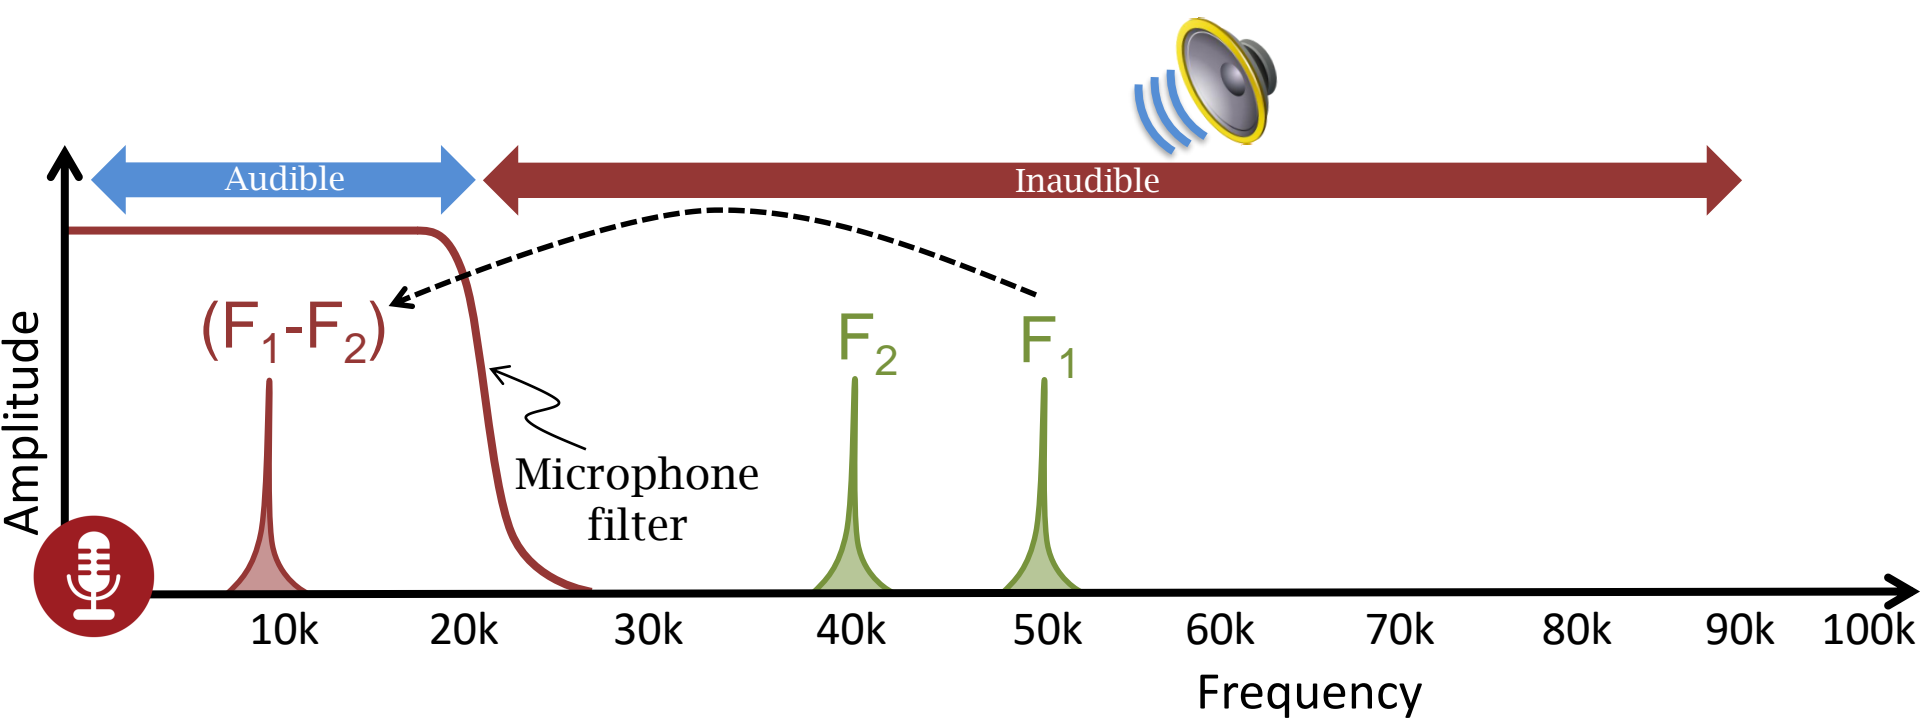 Audible
Inaudible
(F₁-F₂)
F₂
F₁
Amplitude
Microphone
filter
10k 20k 30k 40k 50k 60k 70k 80k 90k 100k
Frequency